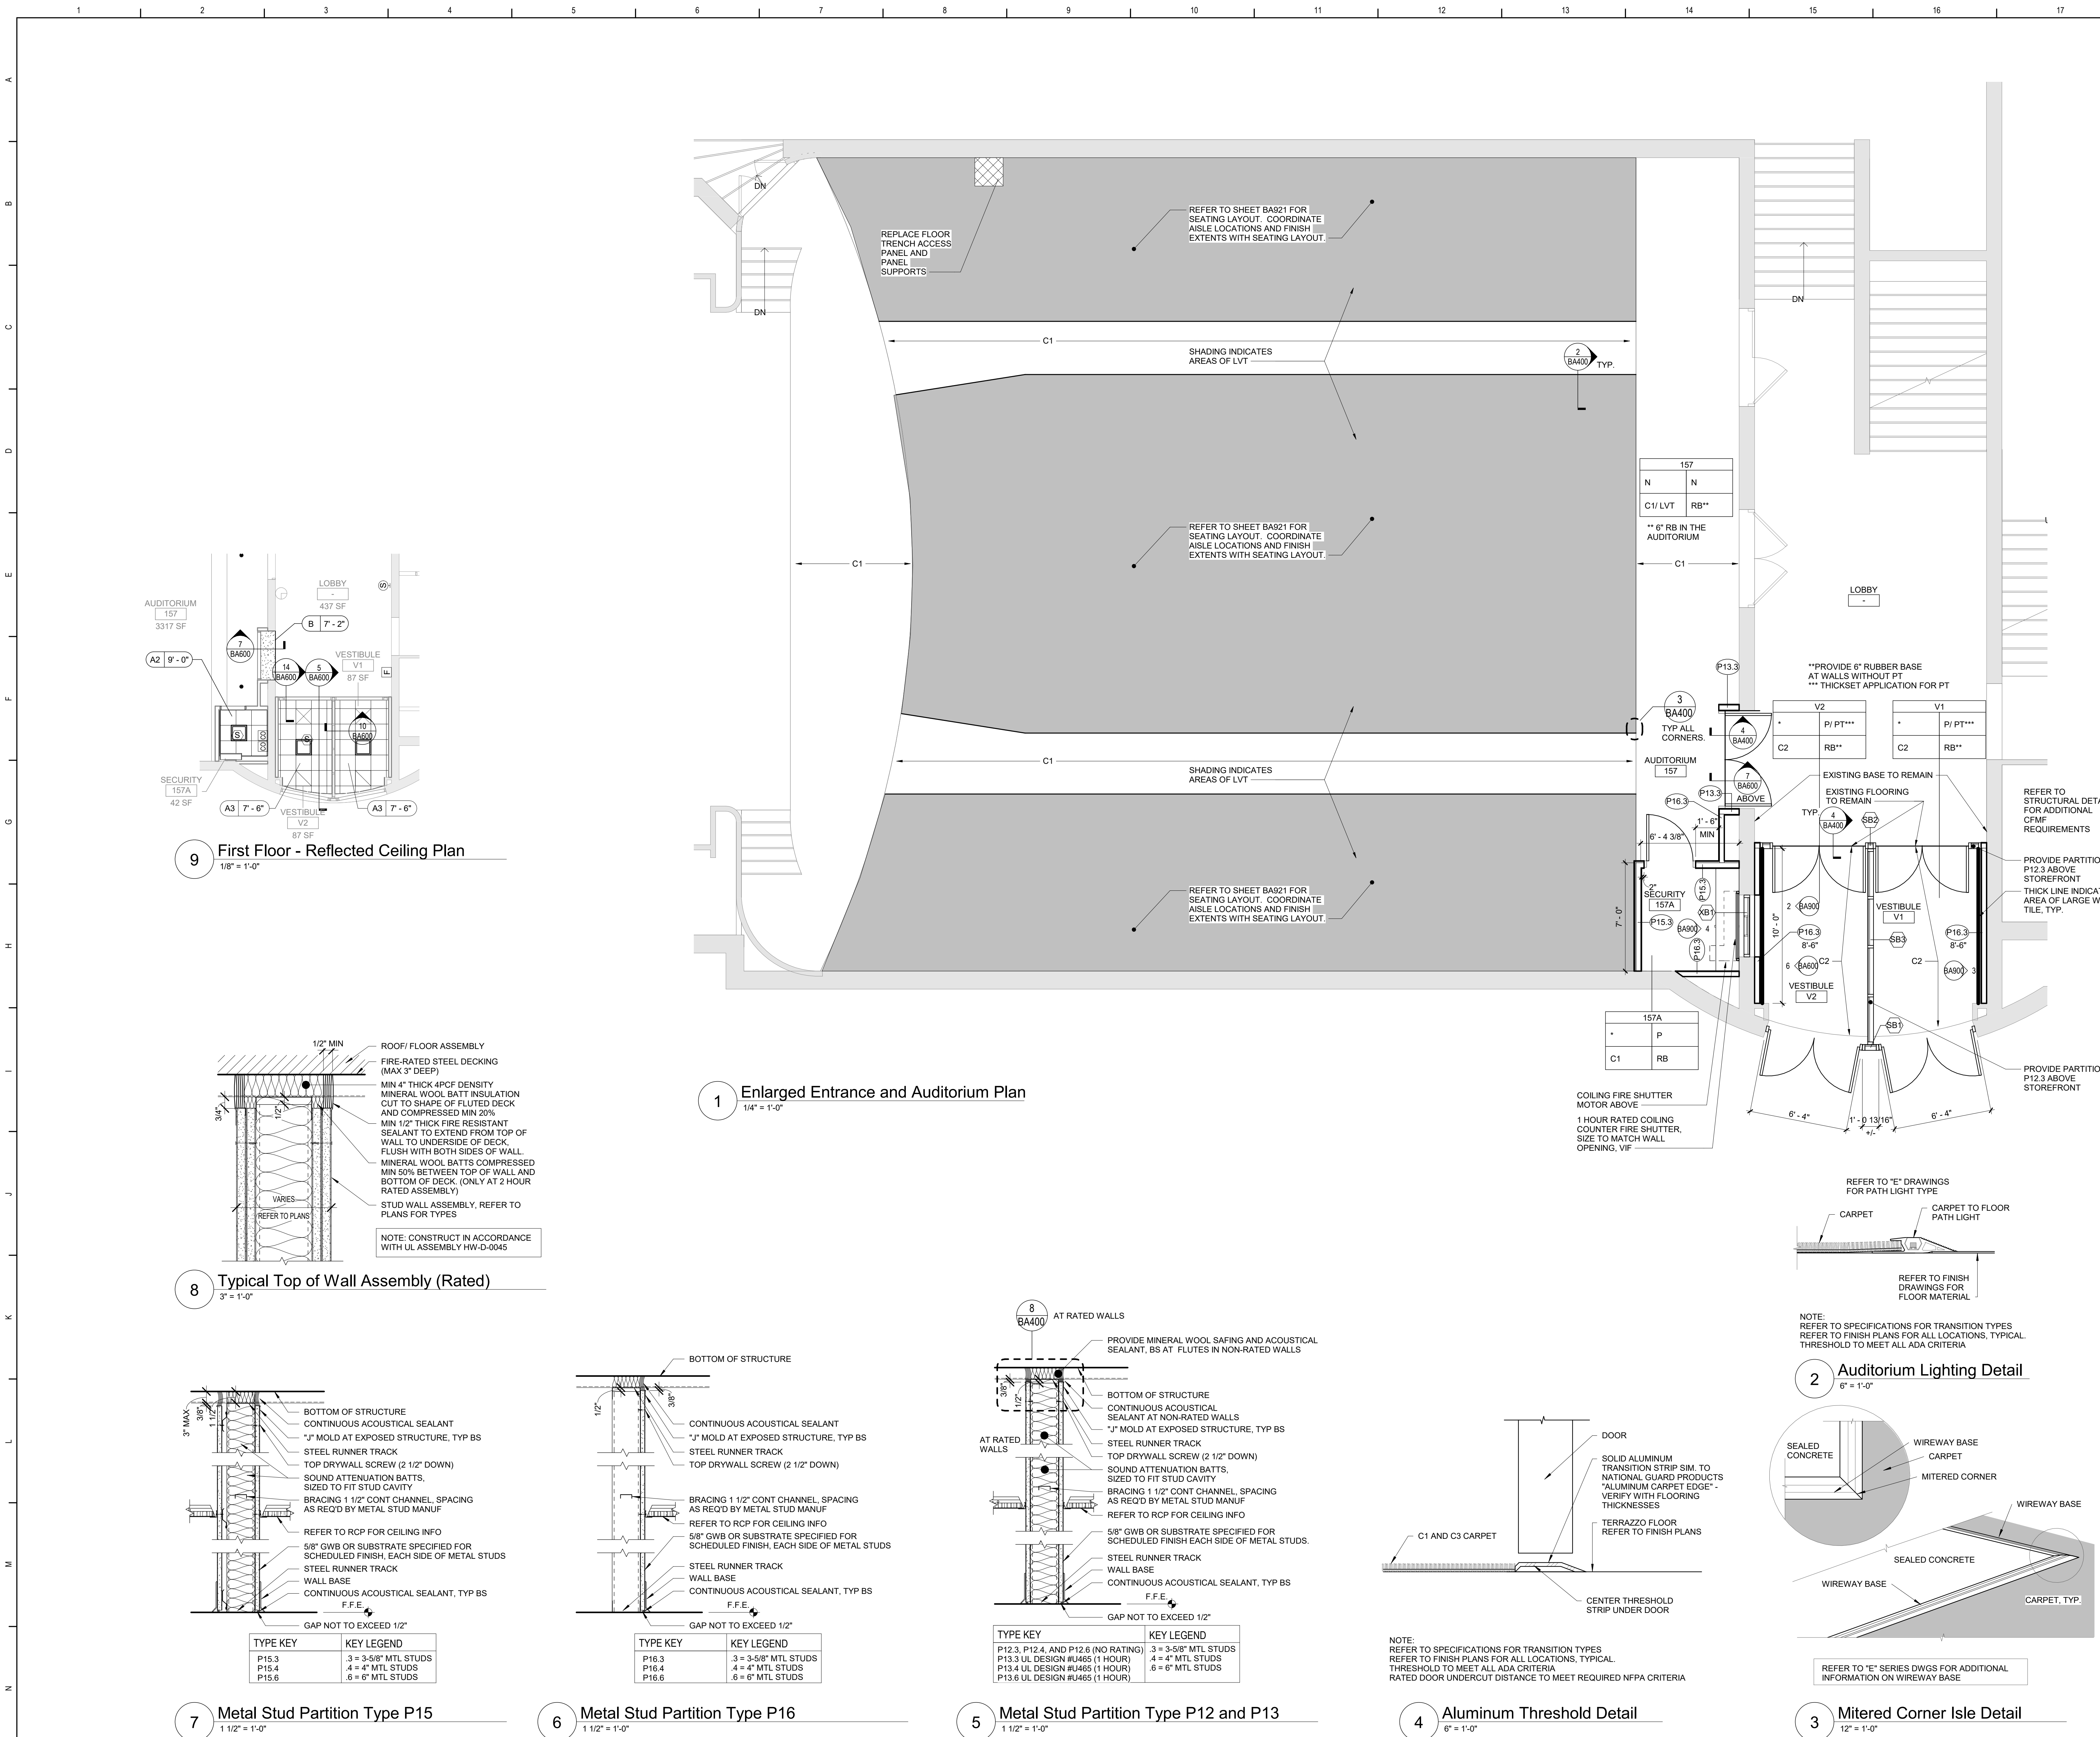 1 2 3 4 5 6 7 8 9 10 11 12 13 14 15 16 17
A
B
C
D
E
F
G
H
I
J
K
L
M
N
DN
DN
DN
REPLACE FLOOR
TRENCH ACCESS
PANEL AND
PANEL
SUPPORTS
REFER TO SHEET BA921 FOR
SEATING LAYOUT. COORDINATE
AISLE LOCATIONS AND FINISH
EXTENTS WITH SEATING LAYOUT.
C1
SHADING INDICATES
AREAS OF LVT
2
BA400
TYP.
157
N N
C1/ LVT RB**
** 6" RB IN THE
AUDITORIUM
REFER TO SHEET BA921 FOR
SEATING LAYOUT. COORDINATE
AISLE LOCATIONS AND FINISH
EXTENTS WITH SEATING LAYOUT.
C1
C1
LOBBY
-
P13.3
3
BA400
TYP ALL
CORNERS.
4
BA400
**PROVIDE 6" RUBBER BASE
AT WALLS WITHOUT PT
*** THICKSET APPLICATION FOR PT
V2
* P/ PT***
C2 RB**
V1
* P/ PT***
C2 RB**
C1
SHADING INDICATES
AREAS OF LVT
AUDITORIUM
157
7
BA600
ABOVE
P13.3
P16.3
EXISTING BASE TO REMAIN
EXISTING FLOORING
TO REMAIN
TYP.
4
BA400
SB2
REFER TO
STRUCTURAL DETA
FOR ADDITIONAL
CFMF
REQUIREMENTS
1' - 6"
MIN
6' - 4 3/8"
PROVIDE PARTITIO
P12.3 ABOVE
STOREFRONT
THICK LINE INDICAT
AREA OF LARGE W
TILE, TYP.
REFER TO SHEET BA921 FOR
SEATING LAYOUT. COORDINATE
AISLE LOCATIONS AND FINISH
EXTENTS WITH SEATING LAYOUT.
2"
SECURITY
157A
P15.3
P15.3
XB1
BA900 4
P16.3
7' - 0"
10' - 0"
2 BA900
P16.3
8'-6"
6 BA600
C2
VESTIBULE
V2
VESTIBULE
V1
SB3
C2
P16.3
8'-6"
BA900 3
SB1
157A
* P
C1 RB
PROVIDE PARTITIO
P12.3 ABOVE
STOREFRONT
COILING FIRE SHUTTER
MOTOR ABOVE
1 HOUR RATED COILING
COUNTER FIRE SHUTTER,
SIZE TO MATCH WALL
OPENING, VIF
6' - 4"
1' - 0 13/16"
+/-
6' - 4"
1 Enlarged Entrance and Auditorium Plan
1/4" = 1'-0"
AUDITORIUM
157
3317 SF
LOBBY
-
437 SF
S
B 7' - 2"
7
BA600
A2 9' - 0"
14
BA600
5
BA600
VESTIBULE
V1
87 SF
F
10
BA600
S
S
CO
CO
SECURITY
157A
42 SF
A3 7' - 6"
VESTIBULE
V2
87 SF
A3 7' - 6"
9 First Floor - Reflected Ceiling Plan
1/8" = 1'-0"
1/2" MIN
3/4"
1/2"
ROOF/ FLOOR ASSEMBLY
FIRE-RATED STEEL DECKING
(MAX 3" DEEP)
MIN 4" THICK 4PCF DENSITY
MINERAL WOOL BATT INSULATION
CUT TO SHAPE OF FLUTED DECK
AND COMPRESSED MIN 20%
MIN 1/2" THICK FIRE RESISTANT
SEALANT TO EXTEND FROM TOP OF
WALL TO UNDERSIDE OF DECK,
FLUSH WITH BOTH SIDES OF WALL.
MINERAL WOOL BATTS COMPRESSED
MIN 50% BETWEEN TOP OF WALL AND
BOTTOM OF DECK. (ONLY AT 2 HOUR
RATED ASSEMBLY)
VARIES
REFER TO PLANS
STUD WALL ASSEMBLY, REFER TO
PLANS FOR TYPES
NOTE: CONSTRUCT IN ACCORDANCE
WITH UL ASSEMBLY HW-D-0045
8 Typical Top of Wall Assembly (Rated)
3" = 1'-0"
REFER TO "E" DRAWINGS
FOR PATH LIGHT TYPE
CARPET
CARPET TO FLOOR
PATH LIGHT
REFER TO FINISH
DRAWINGS FOR
FLOOR MATERIAL
NOTE:
REFER TO SPECIFICATIONS FOR TRANSITION TYPES
REFER TO FINISH PLANS FOR ALL LOCATIONS, TYPICAL.
THRESHOLD TO MEET ALL ADA CRITERIA
2 Auditorium Lighting Detail
6" = 1'-0"
3" MAX
3/8"
1 1/2"
BOTTOM OF STRUCTURE
CONTINUOUS ACOUSTICAL SEALANT
"J" MOLD AT EXPOSED STRUCTURE, TYP BS
STEEL RUNNER TRACK
TOP DRYWALL SCREW (2 1/2" DOWN)
SOUND ATTENUATION BATTS,
SIZED TO FIT STUD CAVITY
BRACING 1 1/2" CONT CHANNEL, SPACING
AS REQ'D BY METAL STUD MANUF
REFER TO RCP FOR CEILING INFO
5/8" GWB OR SUBSTRATE SPECIFIED FOR
SCHEDULED FINISH, EACH SIDE OF METAL STUDS
STEEL RUNNER TRACK
WALL BASE
CONTINUOUS ACOUSTICAL SEALANT, TYP BS
F.F.E.
GAP NOT TO EXCEED 1/2"
TYPE KEY KEY LEGEND
P15.3 .3 = 3-5/8" MTL STUDS
P15.4 .4 = 4" MTL STUDS
P15.6 .6 = 6" MTL STUDS
7 Metal Stud Partition Type P15
1 1/2" = 1'-0"
BOTTOM OF STRUCTURE
1/2"
3/8"
CONTINUOUS ACOUSTICAL SEALANT
"J" MOLD AT EXPOSED STRUCTURE, TYP BS
STEEL RUNNER TRACK
TOP DRYWALL SCREW (2 1/2" DOWN)
BRACING 1 1/2" CONT CHANNEL, SPACING
AS REQ'D BY METAL STUD MANUF
REFER TO RCP FOR CEILING INFO
5/8" GWB OR SUBSTRATE SPECIFIED FOR
SCHEDULED FINISH, EACH SIDE OF METAL STUDS
STEEL RUNNER TRACK
WALL BASE
CONTINUOUS ACOUSTICAL SEALANT, TYP BS
F.F.E.
GAP NOT TO EXCEED 1/2"
TYPE KEY KEY LEGEND
P16.3 .3 = 3-5/8" MTL STUDS
P16.4 .4 = 4" MTL STUDS
P16.6 .6 = 6" MTL STUDS
6 Metal Stud Partition Type P16
1 1/2" = 1'-0"
8
BA400
AT RATED WALLS
PROVIDE MINERAL WOOL SAFING AND ACOUSTICAL
SEALANT, BS AT FLUTES IN NON-RATED WALLS
3/8"
1/2"
BOTTOM OF STRUCTURE
CONTINUOUS ACOUSTICAL
SEALANT AT NON-RATED WALLS
"J" MOLD AT EXPOSED STRUCTURE, TYP BS
AT RATED
WALLS
STEEL RUNNER TRACK
TOP DRYWALL SCREW (2 1/2" DOWN)
SOUND ATTENUATION BATTS,
SIZED TO FIT STUD CAVITY
BRACING 1 1/2" CONT CHANNEL, SPACING
AS REQ'D BY METAL STUD MANUF
REFER TO RCP FOR CEILING INFO
5/8" GWB OR SUBSTRATE SPECIFIED FOR
SCHEDULED FINISH EACH SIDE OF METAL STUDS.
STEEL RUNNER TRACK
WALL BASE
CONTINUOUS ACOUSTICAL SEALANT, TYP BS
F.F.E.
GAP NOT TO EXCEED 1/2"
TYPE KEY KEY LEGEND
P12.3, P12.4, AND P12.6 (NO RATING) .3 = 3-5/8" MTL STUDS
P13.3 UL DESIGN #U465 (1 HOUR) .4 = 4" MTL STUDS
P13.4 UL DESIGN #U465 (1 HOUR) .6 = 6" MTL STUDS
P13.6 UL DESIGN #U465 (1 HOUR)
5 Metal Stud Partition Type P12 and P13
1 1/2" = 1'-0"
DOOR
SOLID ALUMINUM
TRANSITION STRIP SIM. TO
NATIONAL GUARD PRODUCTS
"ALUMINUM CARPET EDGE" -
VERIFY WITH FLOORING
THICKNESSES
C1 AND C3 CARPET
TERRAZZO FLOOR
REFER TO FINISH PLANS
CENTER THRESHOLD
STRIP UNDER DOOR
NOTE:
REFER TO SPECIFICATIONS FOR TRANSITION TYPES
REFER TO FINISH PLANS FOR ALL LOCATIONS, TYPICAL.
THRESHOLD TO MEET ALL ADA CRITERIA
RATED DOOR UNDERCUT DISTANCE TO MEET REQUIRED NFPA CRITERIA
4 Aluminum Threshold Detail
6" = 1'-0"
SEALED
CONCRETE
WIREWAY BASE
CARPET
MITERED CORNER
WIREWAY BASE
SEALED CONCRETE
WIREWAY BASE
CARPET, TYP.
REFER TO "E" SERIES DWGS FOR ADDITIONAL
INFORMATION ON WIREWAY BASE
3 Mitered Corner Isle Detail
12" = 1'-0"